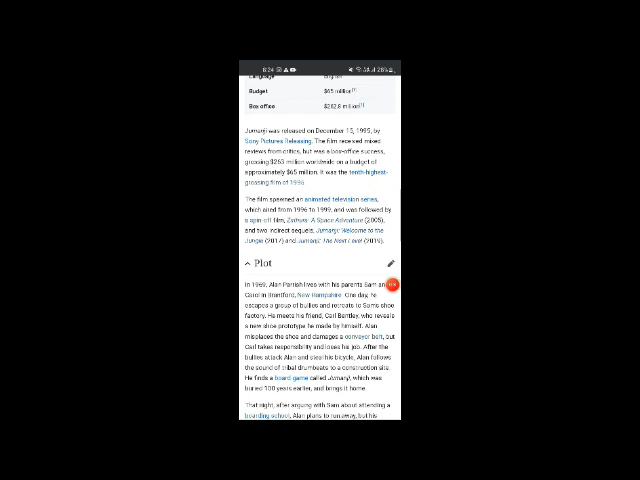 6:24 28%
Language English
Budget $65 million[1]
Box office $262.8 million[1]
Jumanji was released on December 15, 1995, by
Sony Pictures Releasing. The film received mixed
reviews from critics, but was a box-office success,
grossing $263 million worldwide on a budget of
approximately $65 million. It was the tenth-highest-
grossing film of 1995.
The film spawned an animated television series,
which aired from 1996 to 1999, and was followed by
a spin-off film, Zathura: A Space Adventure (2005),
and two indirect sequels, Jumanji: Welcome to the
Jungle (2017) and Jumanji: The Next Level (2019).
Plot
In 1969, Alan Parrish lives with his parents Sam an
Carol in Brentford, New Hampshire. One day, he
escapes a group of bullies and retreats to Sam's shoe
factory. He meets his friend, Carl Bentley, who reveals
a new shoe prototype he made by himself. Alan
misplaces the shoe and damages a conveyor belt, but
Carl takes responsibility and loses his job. After the
bullies attack Alan and steal his bicycle, Alan follows
the sound of tribal drumbeats to a construction site.
He finds a board game called Jumanji, which was
buried 100 years earlier, and brings it home.
That night, after arguing with Sam about attending a
boarding school, Alan plans to run away, but his